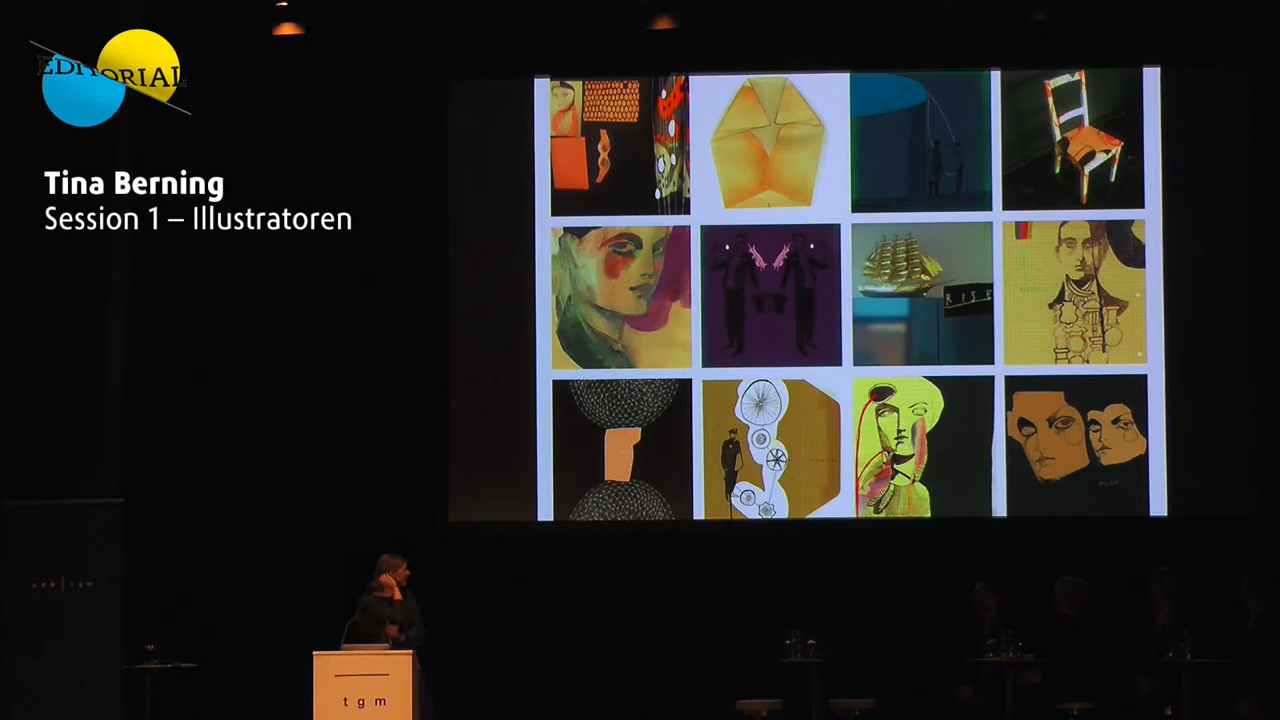 EDITORIAL
Tina Berning
Session 1 – Illustratoren
RISE
tgm